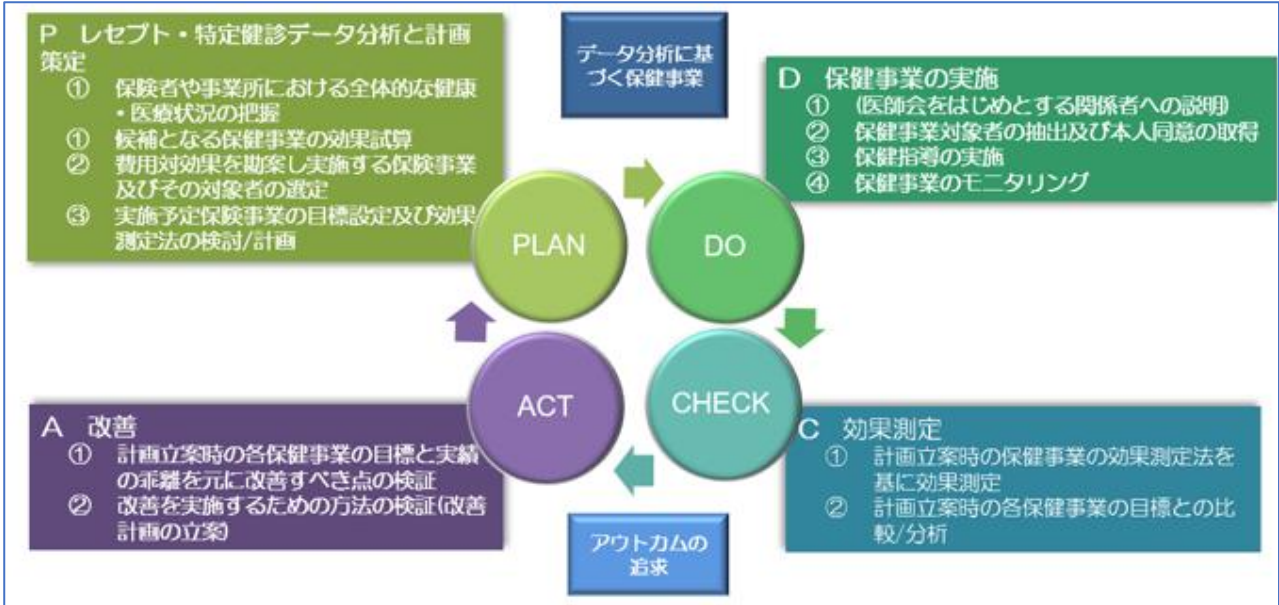 P レセプト・特定健診データ分析と計画
策定
① 保険者や事業所における全体的な健康
・医療状況の把握
① 候補となる保健事業の効果試算
② 費用対効果を勘案し実施する保険事業
及びその対象者の選定
③ 実施予定保険事業の目標設定及び効果
測定法の検討/計画
データ分析に基
づく保健事業
D 保健事業の実施
① (医師会をはじめとする関係者への説明)
② 保健事業対象者の抽出及び本人同意の取得
③ 保健指導の実施
④ 保健事業のモニタリング
PLAN
DO
ACT
CHECK
A 改善
① 計画立案時の各保健事業の目標と実績
の乖離を元に改善すべき点の検証
② 改善を実施するための方法の検証(改善
計画の立案)
C 効果測定
① 計画立案時の保健事業の効果測定法を
基に効果測定
② 計画立案時の各保健事業の目標との比
較/分析
アウトカムの
追求